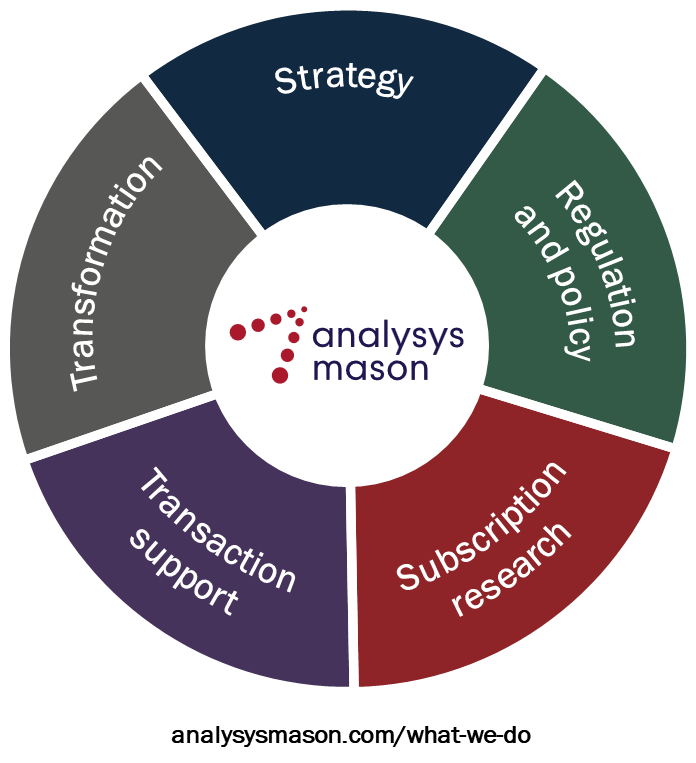 Strategy
Regulation
and policy
Subscription
research
Transaction
support
Transformation
analysys
mason
analysysmason.com/what-we-do